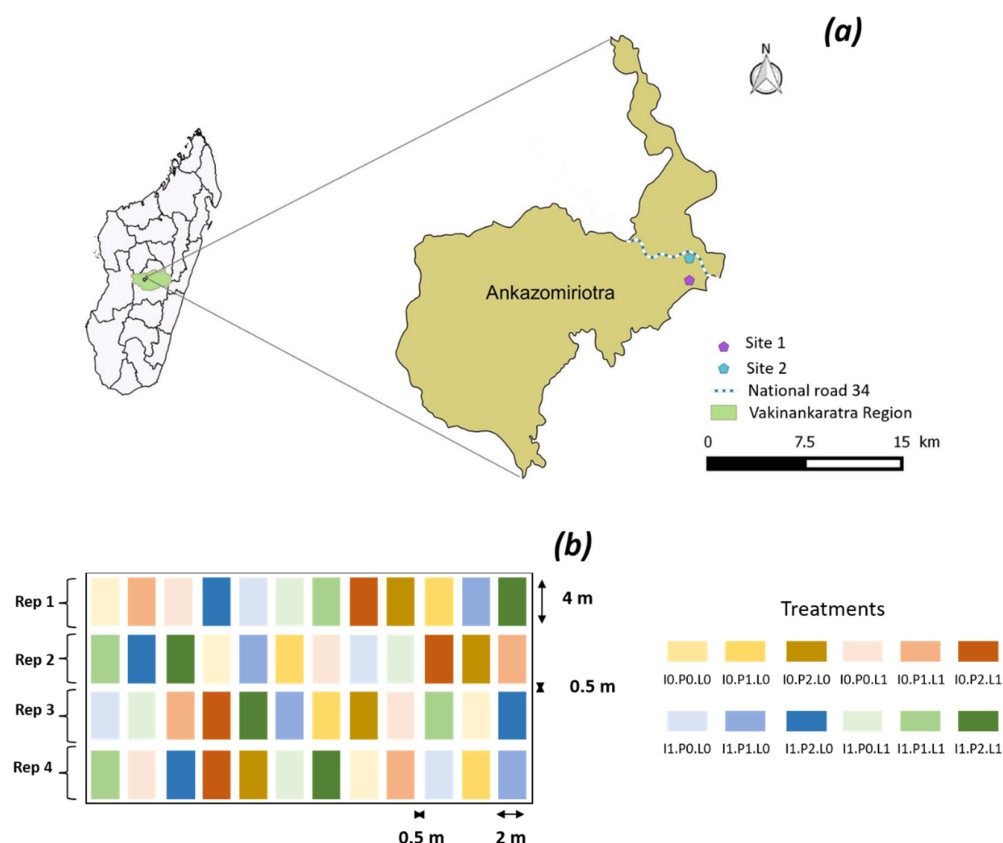 (a)
N
Ankazomiriotra
Site 1
Site 2
National road 34
Vakinankaratra Region
0 7.5 15 km
(b)
Rep 1
4 m
Rep 2
0.5 m
Rep 3
Rep 4
0.5 m 2 m
Treatments
I0.P0.L0 I0.P1.L0 I0.P2.L0 I0.P0.L1 I0.P1.L1 I0.P2.L1
I1.P0.L0 I1.P1.L0 I1.P2.L0 I1.P0.L1 I1.P1.L1 I1.P2.L1